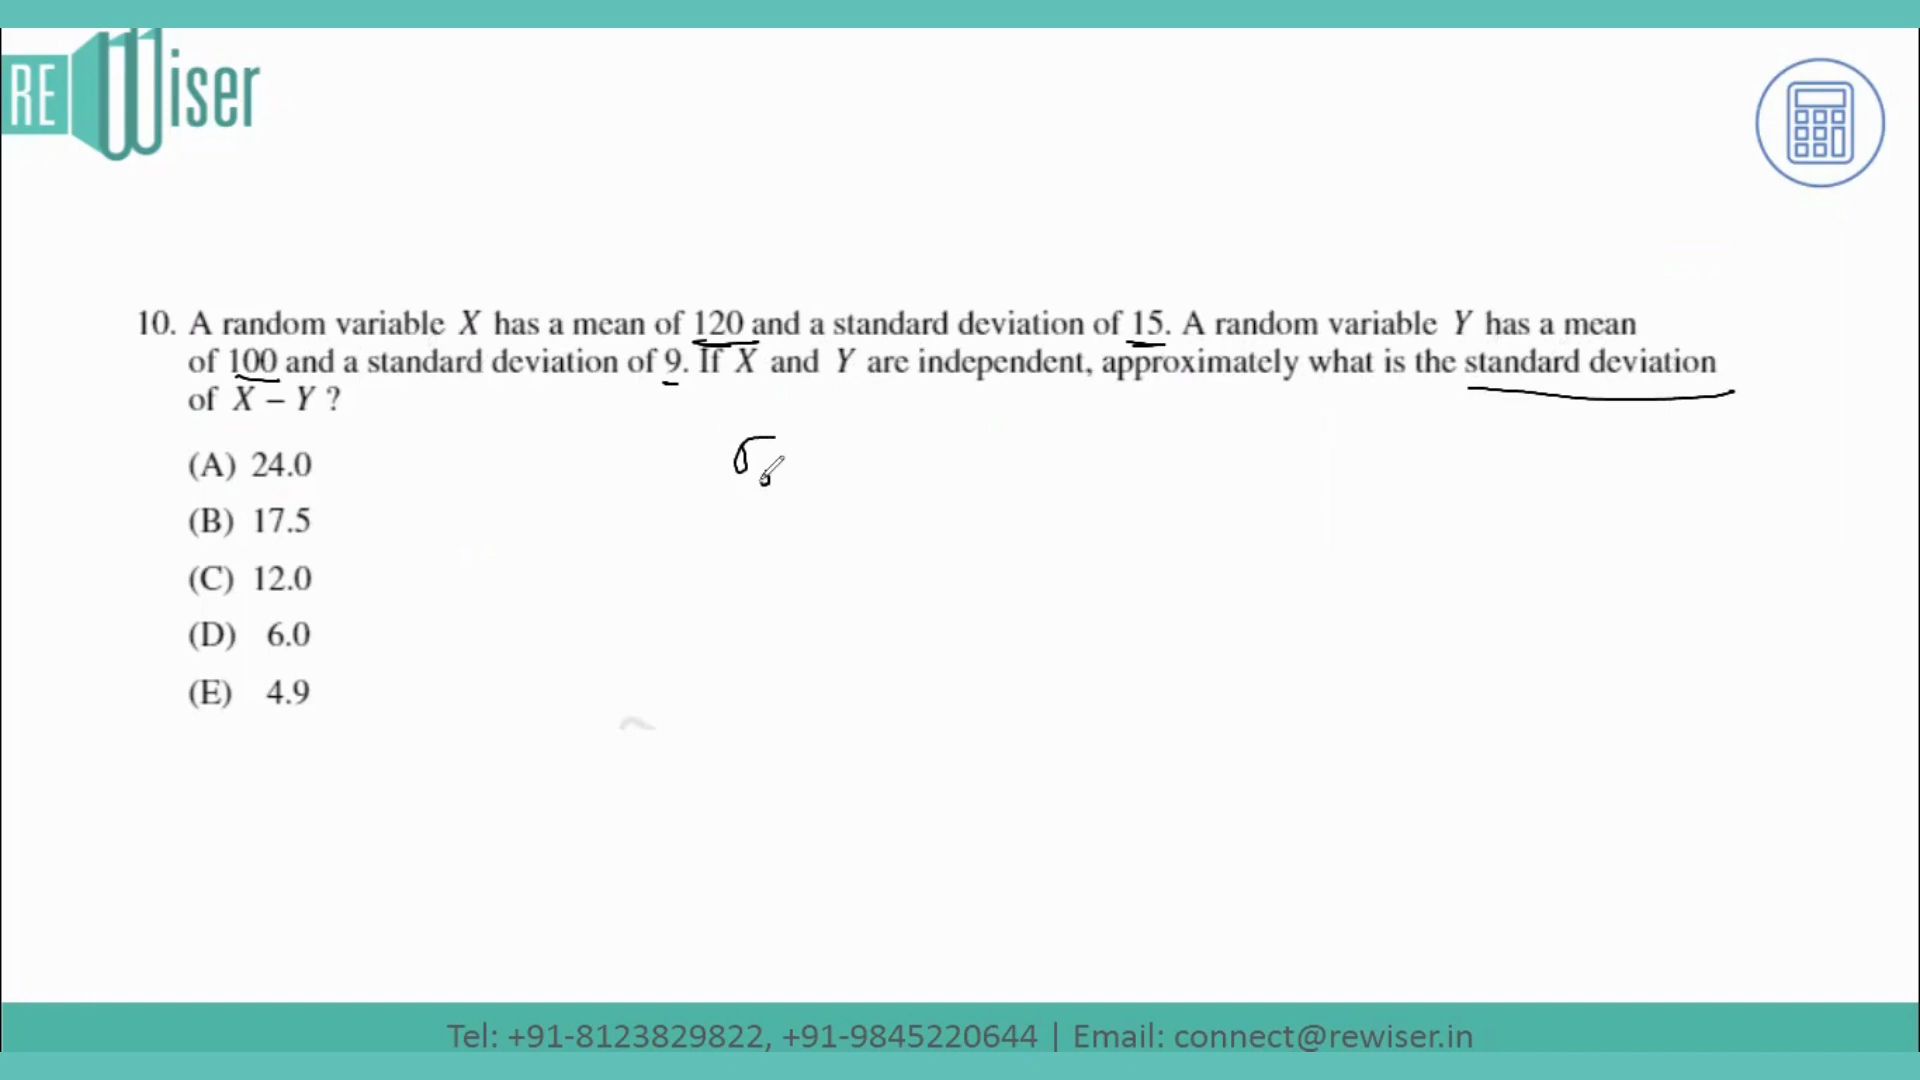 REWiser
10. A random variable X has a mean of 120 and a standard deviation of 15. A random variable Y has a mean
of 100 and a standard deviation of 9. If X and Y are independent, approximately what is the standard deviation
of X – Y ?
σ
(A) 24.0
(B) 17.5
(C) 12.0
(D) 6.0
(E) 4.9
Tel: +91-8123829822, +91-9845220644 | Email: connect@rewiser.in